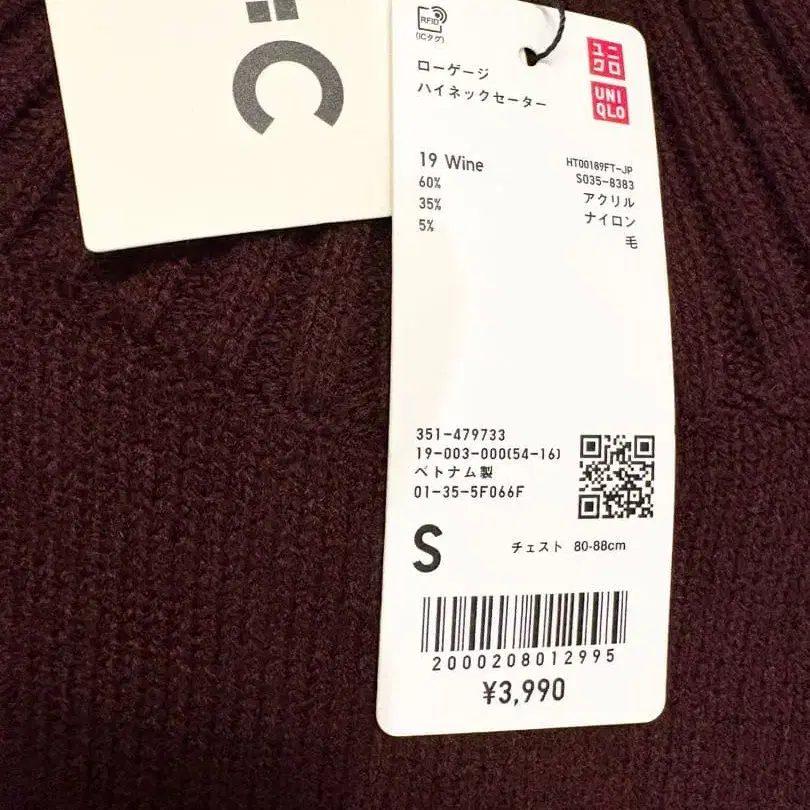 :C
RFID
(ICタグ)
ユニ
クロ
UNI
QLO
ローゲージ
ハイネックセーター
19 Wine
HT00189FT-JP
S035-8383
60% アクリル
35% ナイロン
5% 毛
351-479733
19-003-000(54-16)
ベトナム製
01-35-5F066F
S チェスト 80-88cm
2000208012995
¥3,990